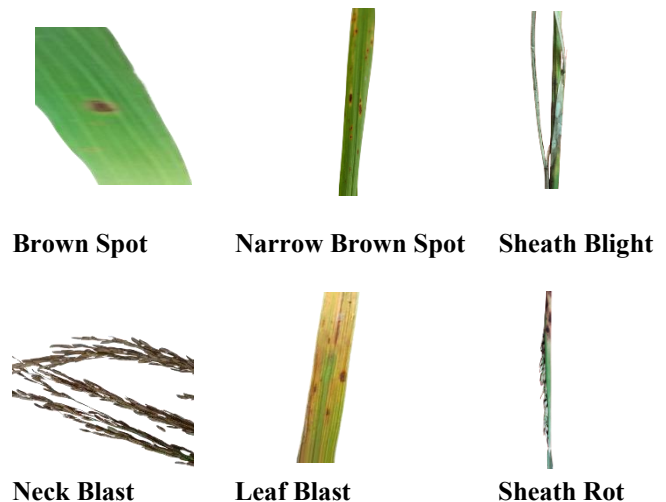 Brown Spot
Narrow Brown Spot
Sheath Blight
Neck Blast
Leaf Blast
Sheath Rot